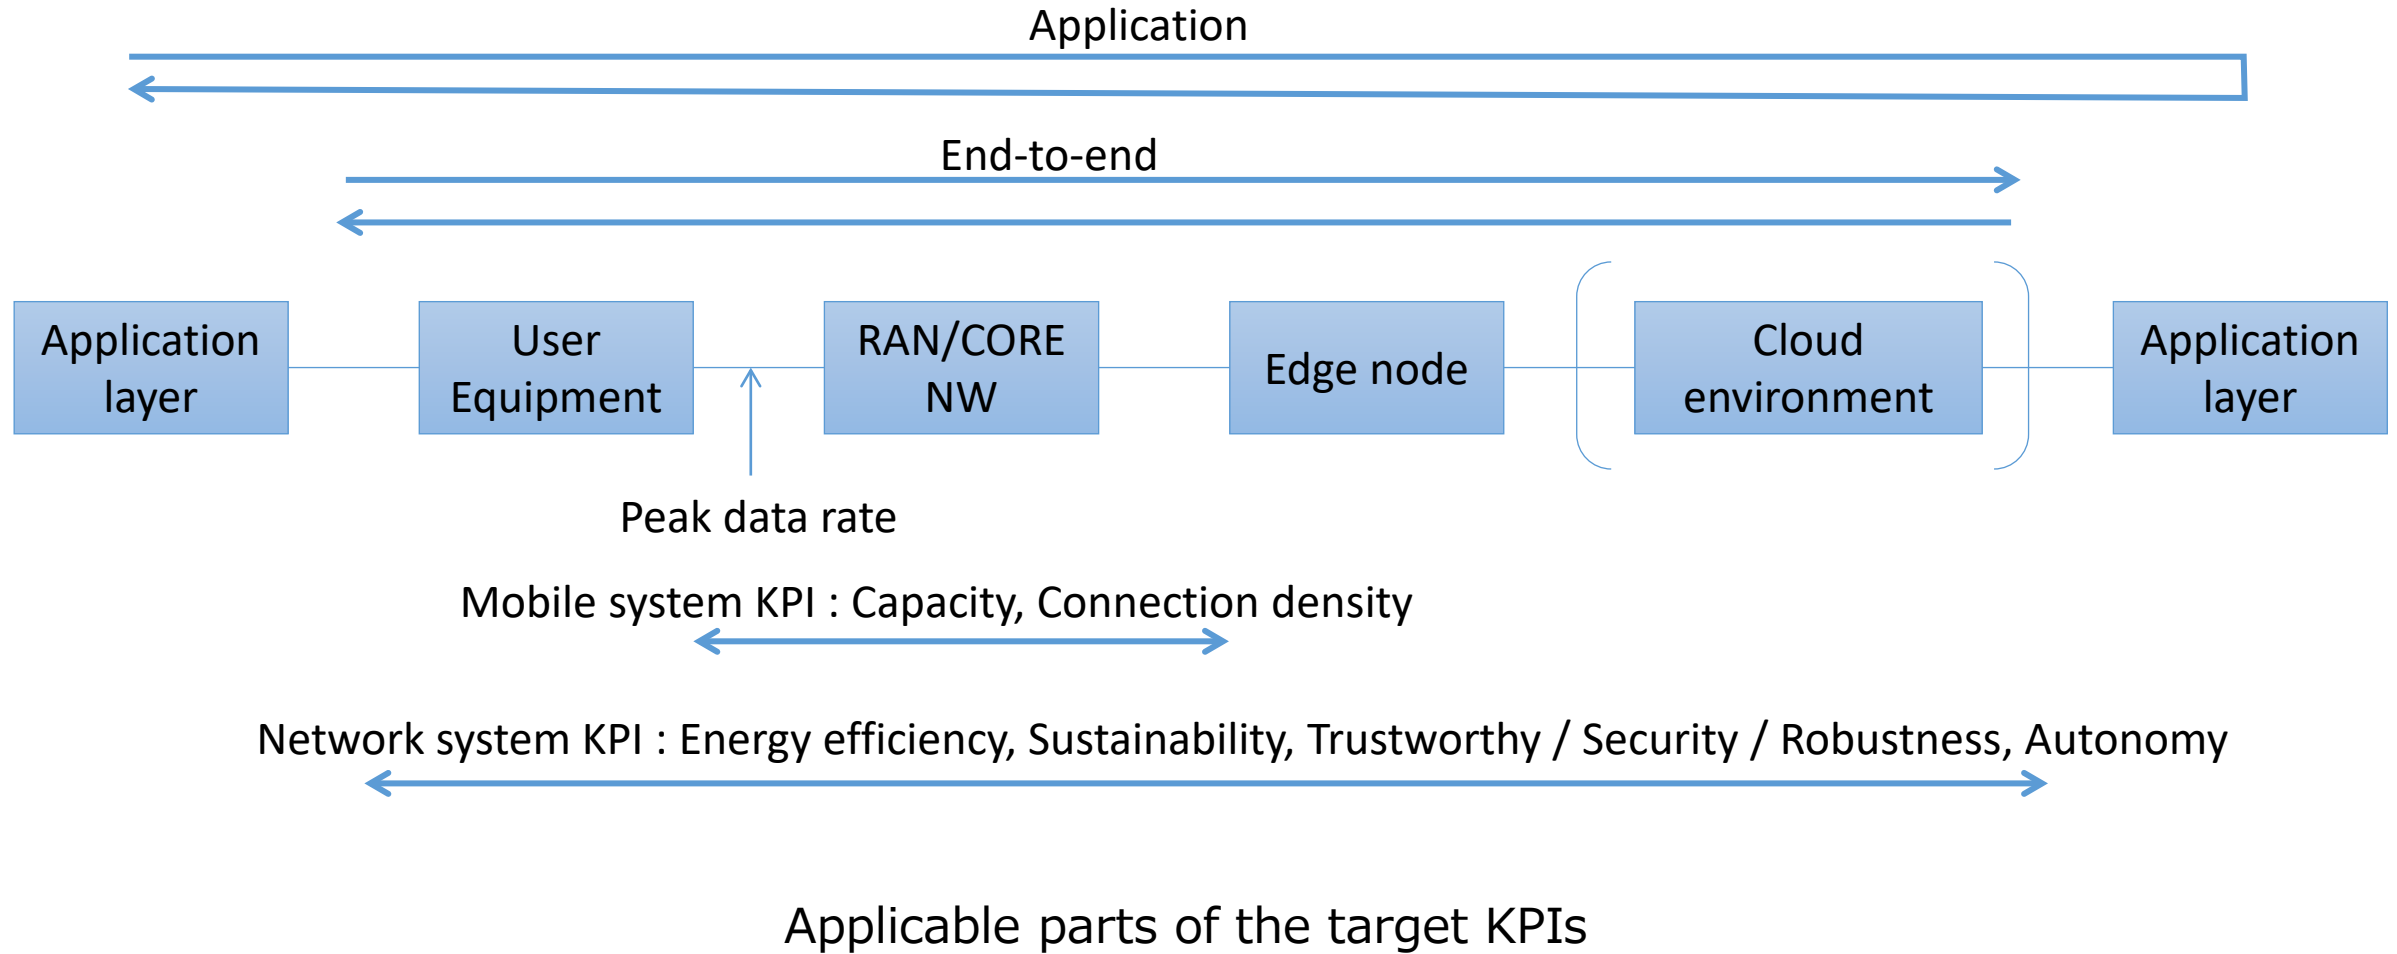 Application
End-to-end
Application
layer
User
Equipment
RAN/CORE
NW
Edge node
Cloud
environment
Application
layer
Peak data rate
Mobile system KPI : Capacity, Connection density
Network system KPI : Energy efficiency, Sustainability, Trustworthy / Security / Robustness, Autonomy
Applicable parts of the target KPIs